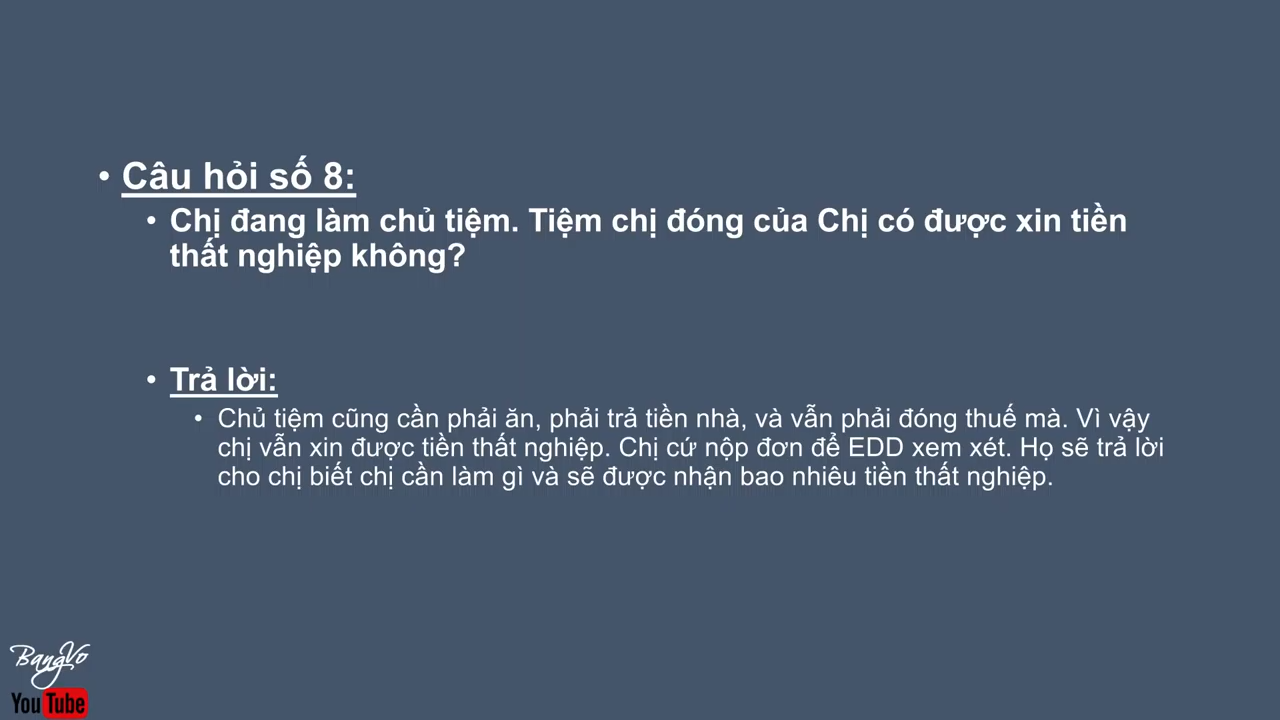 • Câu hỏi số 8:
• Chị đang làm chủ tiệm. Tiệm chị đóng của Chị có được xin tiền
thất nghiệp không?
• Trả lời:
• Chủ tiệm cũng cần phải ăn, phải trả tiền nhà, và vẫn phải đóng thuế mà. Vì vậy
chị vẫn xin được tiền thất nghiệp. Chị cứ nộp đơn để EDD xem xét. Họ sẽ trả lời
cho chị biết chị cần làm gì và sẽ được nhận bao nhiêu tiền thất nghiệp.
BangVo
YouTube